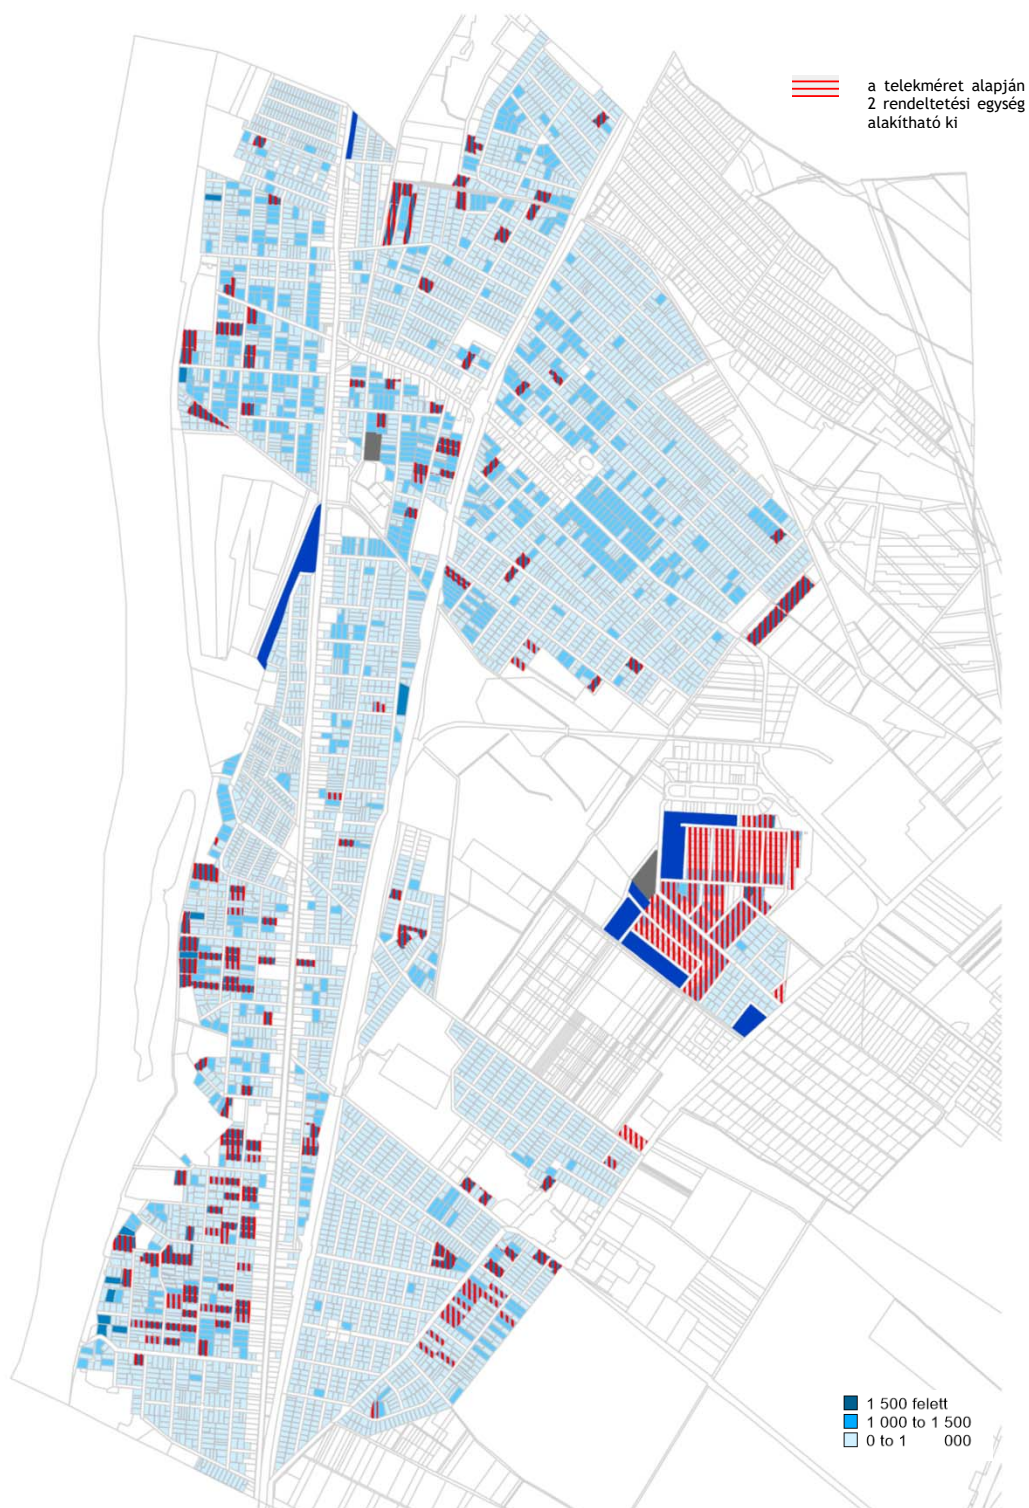 a telekméret alapján
2 rendeltetési egység
alakítható ki
1 500 felett
1 000 to 1 500
0 to 1 000